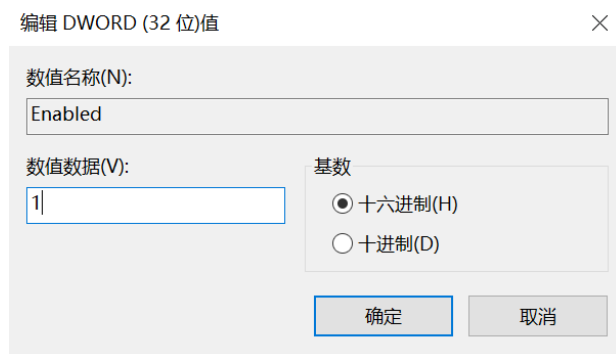 编辑 DWORD (32 位)值
数值名称(N):
Enabled
数值数据(V):
1
基数
十六进制(H)
十进制(D)
确定
取消